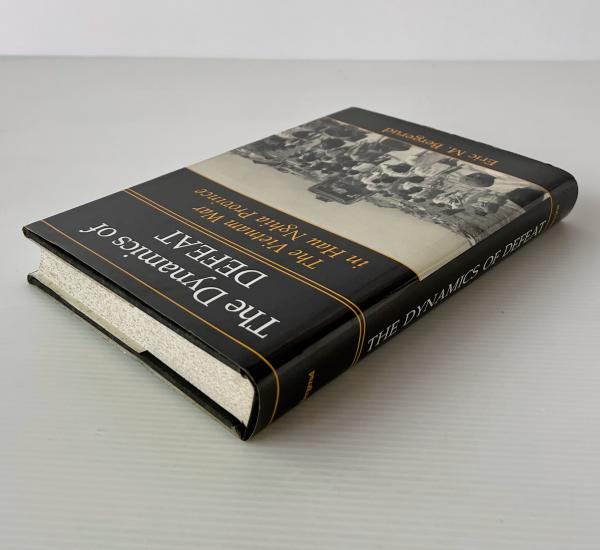 The Dynamics of
DEFEAT
The Vietnam War
in Hau Nghia Province
Eric M. Bergerud
THE DYNAMICS OF DEFEAT